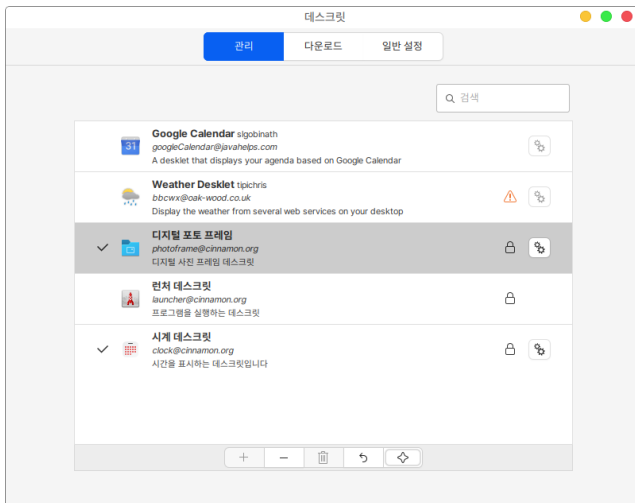 데스크릿
관리 다운로드 일반 설정
검색
31
Google Calendar slgobinath
googleCalendar@javahelps.com
A desklet that displays your agenda based on Google Calendar
Weather Desklet tipichris
bbcwx@oak-wood.co.uk
Display the weather from several web services on your desktop
디지털 포토 프레임
photoframe@cinnamon.org
디지털 사진 프레임 데스크릿
런처 데스크릿
launcher@cinnamon.org
프로그램을 실행하는 데스크릿
시계 데스크릿
clock@cinnamon.org
시간을 표시하는 데스크릿입니다